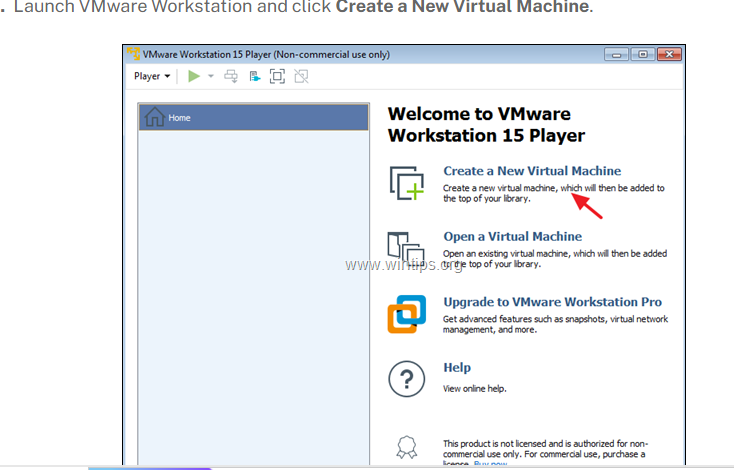 . Launch VMware Workstation and click Create a New Virtual Machine.
VMware Workstation 15 Player (Non-commercial use only)
Player
Home
Welcome to VMware
Workstation 15 Player
Create a New Virtual Machine
Create a new virtual machine, which will then be added to
the top of your library.
Open a Virtual Machine
Open an existing virtual machine, which will then be added
to the top of your library.
www.wintips.org
Upgrade to VMware Workstation Pro
Get advanced features such as snapshots, virtual network
management, and more.
Help
View online help.
This product is not licensed and is authorized for non-
commercial use only. For commercial use, purchase a
license. Buy now.